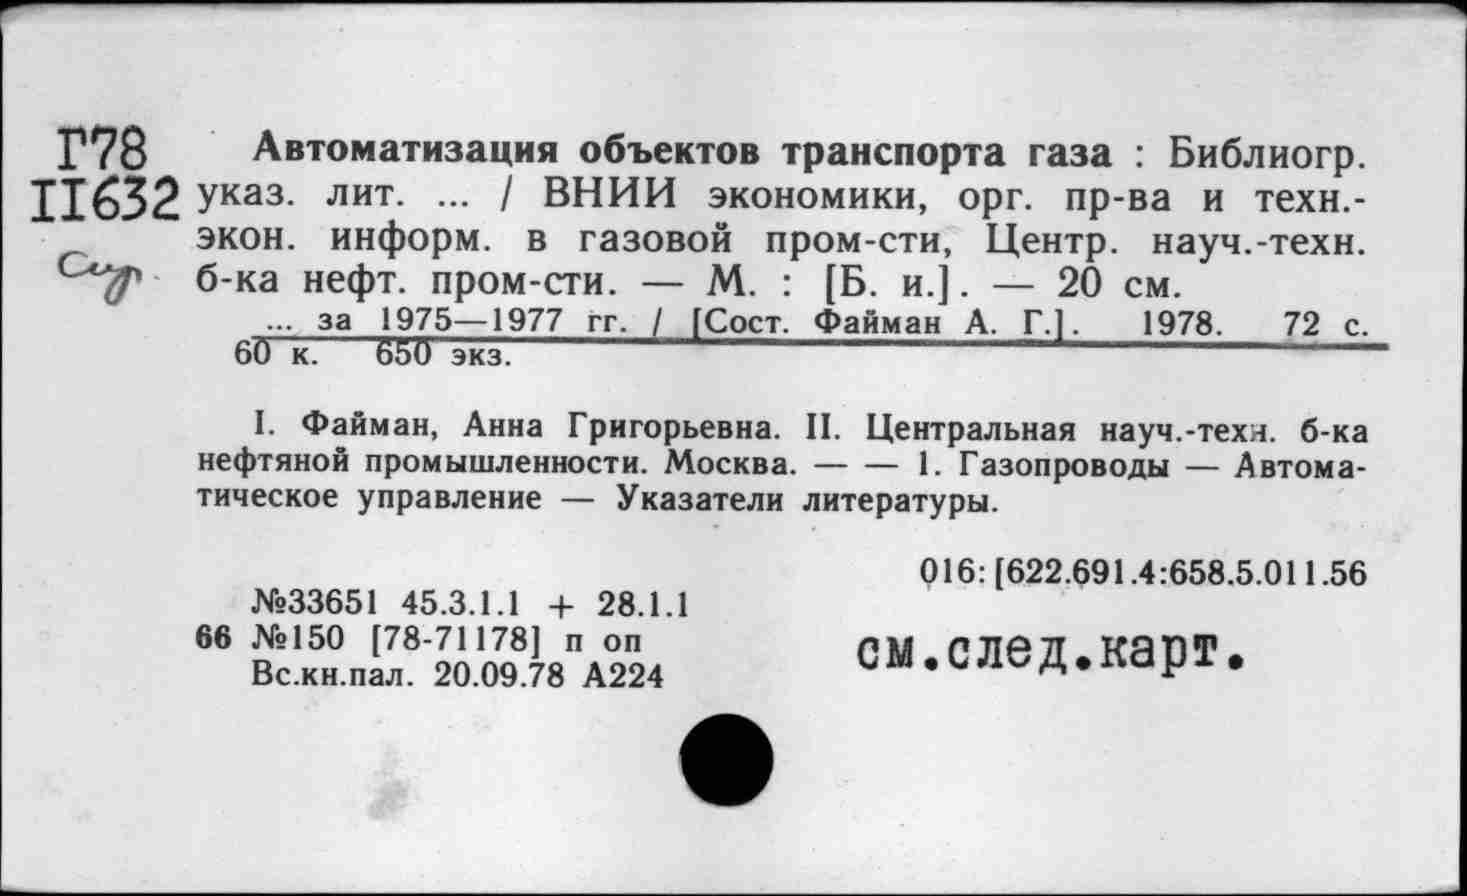 Г78
11632
Автоматизация объектов транспорта газа : Библиогр.
указ. лит. ... / ВНИИ экономики, орг. пр-ва и техн.-
экон. информ. в газовой пром-сти, Центр. науч.-техн.
б-ка нефт. пром-сти. — М. : [Б. и.]. — 20 см.
... за 1975—1977 гг. / [Сост. Файман А. Г.]. 1978. 72 с.
60 к. 650 экз.
I. Файман, Анна Григорьевна. II. Центральная науч.-техн. б-ка
нефтяной промышленности. Москва. — — 1. Газопроводы — Автома-
тическое управление — Указатели литературы.
016: [622.691.4:658.5.011.56
№33651 45.3.1.1 + 28.1.1
66 №150 [78-71178] п оп
Вс.кн.пал. 20.09.78 А224
см.след.карт.